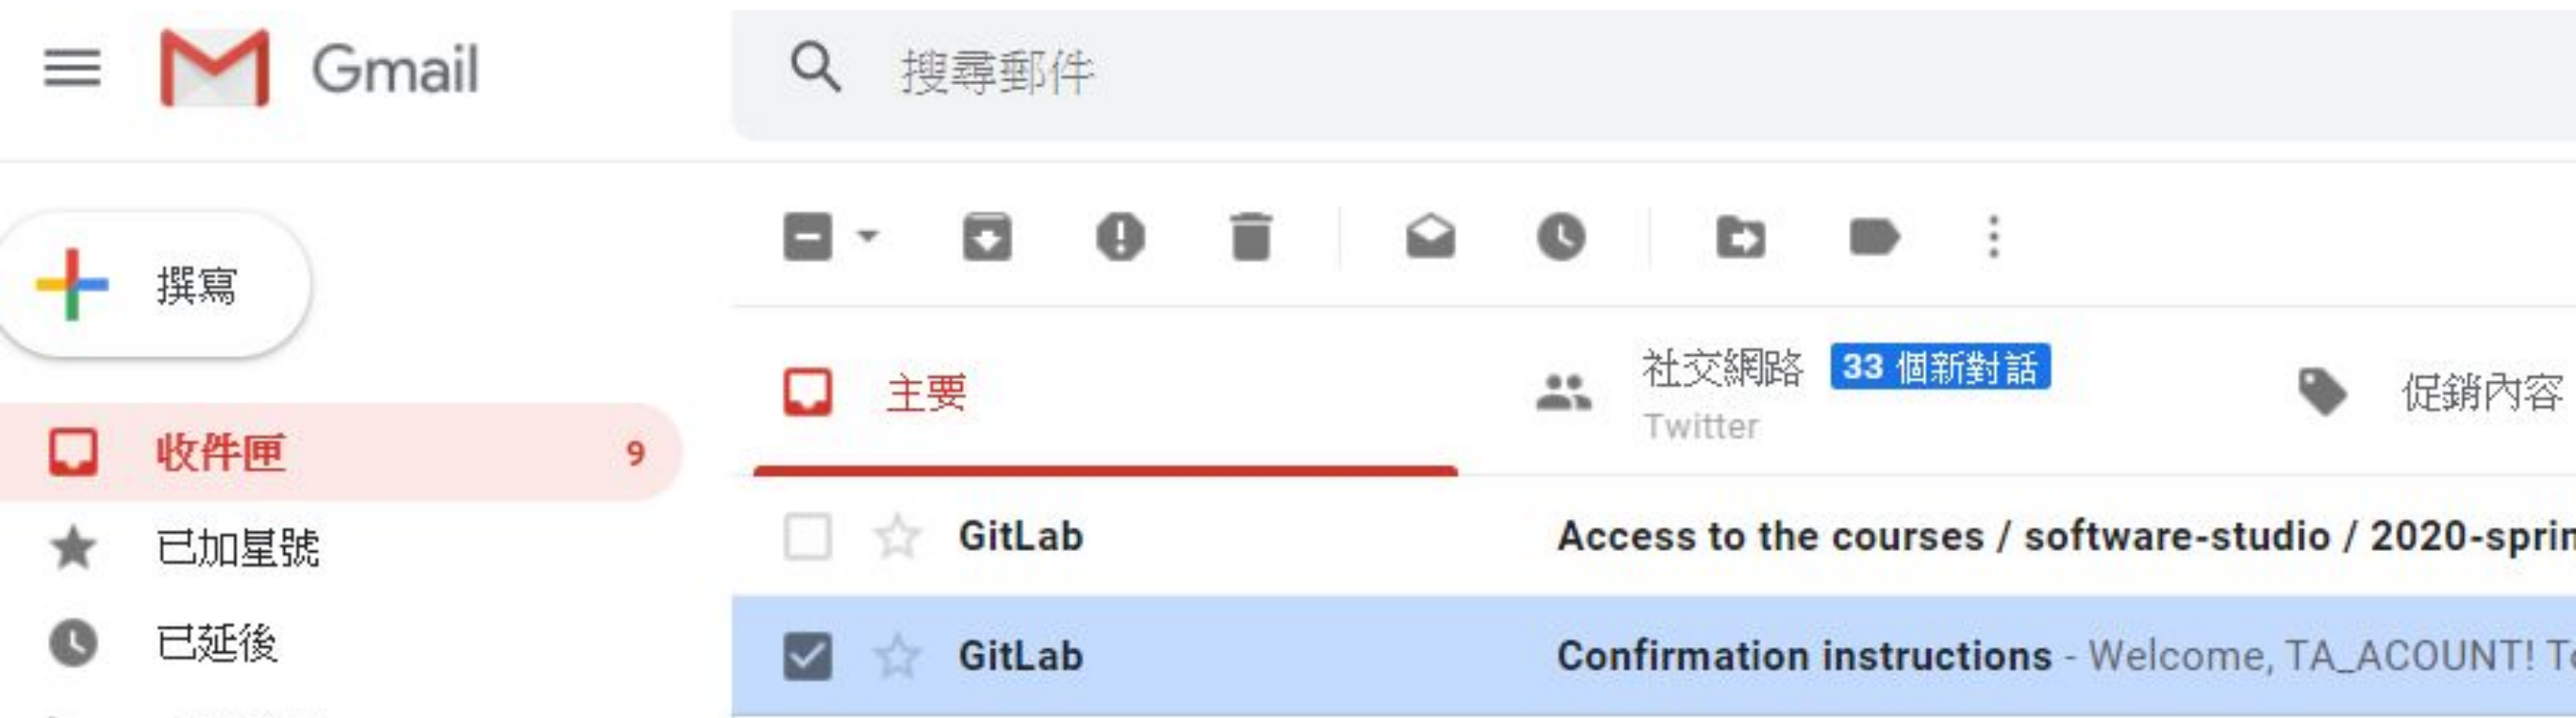 Gmail
搜尋郵件
撰寫
主要
社交網路 33 個新對話
Twitter
促銷內容
收件匣 9
已加星號
已延後
GitLab Access to the courses / software-studio / 2020-sprin
GitLab Confirmation instructions - Welcome, TA_ACOUNT! To